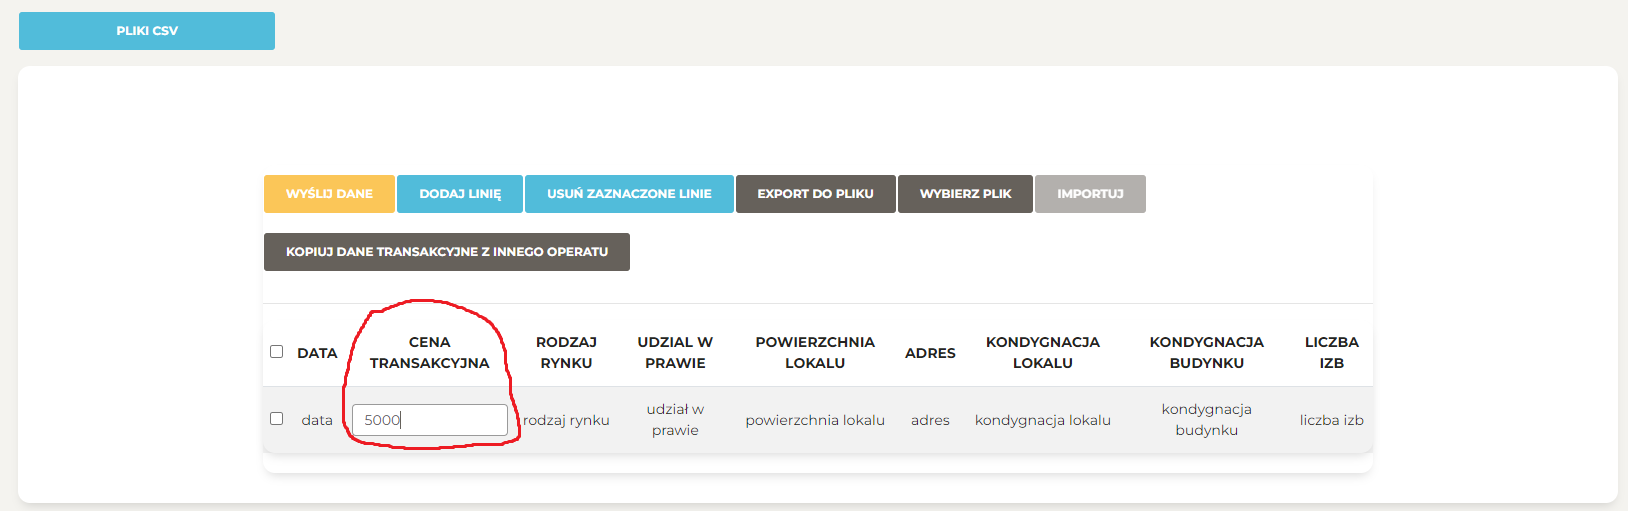 PLIKI CSV
WYŚLIJ DANE DODAJ LINIĘ USUŃ ZAZNACZONE LINIE EXPORT DO PLIKU WYBIERZ PLIK IMPORTUJ
KOPIUJ DANE TRANSAKCYJNE Z INNEGO OPERATU
DATA
CENA
TRANSAKCYJNA
RODZAJ
RYNKU
UDZIAL W
PRAWIE
POWIERZCHNIA
LOKALU
ADRES
KONDYGNACJA
LOKALU
KONDYGNACJA
BUDYNKU
LICZBA
IZB
data
5000
rodzaj rynku
udział w
prawie
powierzchnia lokalu
adres
kondygnacja lokalu
kondygnacja
budynku
liczba izb